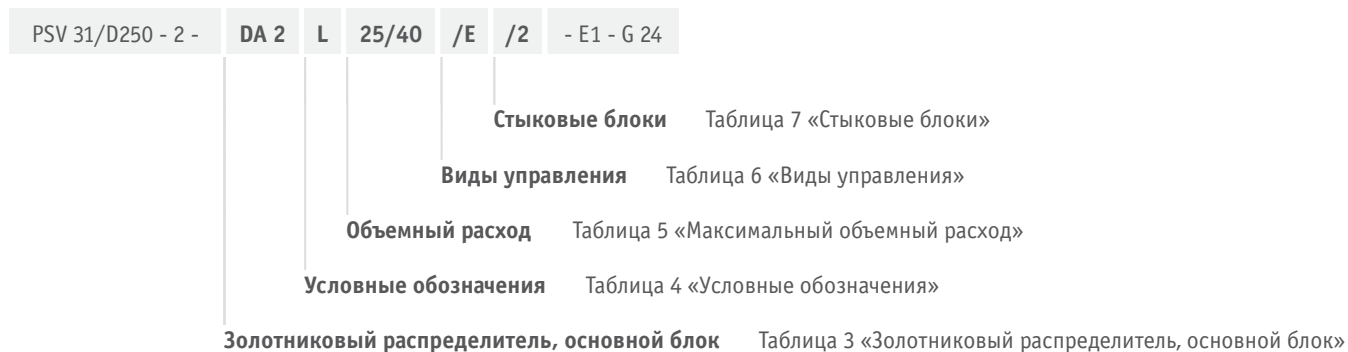 PSV 31/D250 - 2 - DA 2 L 25/40 /E /2 - E1 - G 24
Стыковые блоки Таблица 7 «Стыковые блоки»
Виды управления Таблица 6 «Виды управления»
Объемный расход Таблица 5 «Максимальный объемный расход»
Условные обозначения Таблица 4 «Условные обозначения»
Золотниковый распределитель, основной блок Таблица 3 «Золотниковый распределитель, основной блок»